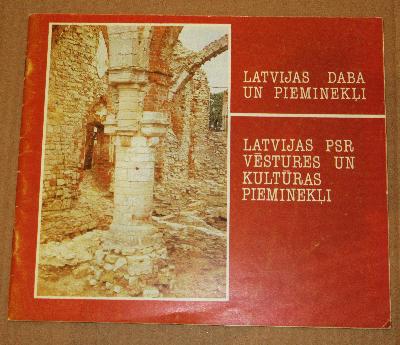 LATVIJAS DABA
UN PIEMINEKĻI
LATVIJAS PSR
VĒSTURES UN
KULTŪRAS
PIEMINEKĻI